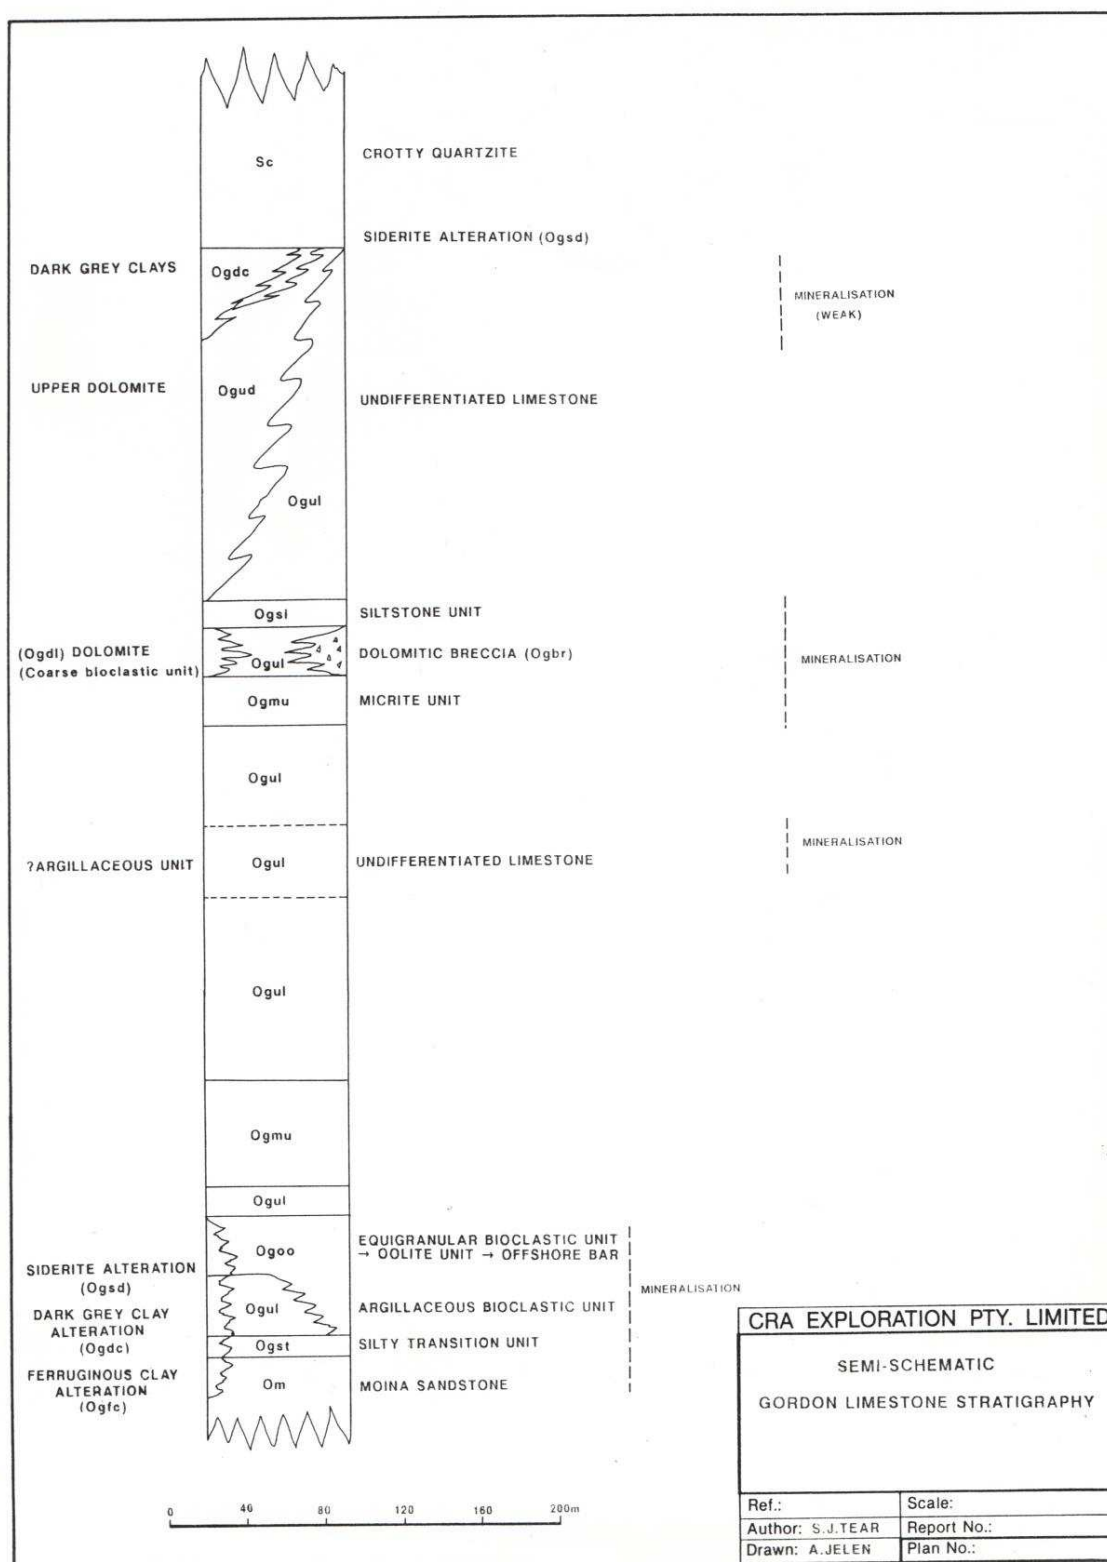 Sc
CROTTY QUARTZITE
SIDERITE ALTERATION (Ogsd)
DARK GREY CLAYS
Ogdc
MINERALISATION
(WEAK)
UPPER DOLOMITE
Ogud
UNDIFFERENTIATED LIMESTONE
Ogul
Ogsl
SILTSTONE UNIT
(Ogdl) DOLOMITE
(Coarse bioclastic unit)
Ogul
DOLOMITIC BRECCIA (Ogbr)
MINERALISATION
Ogmu
MICRITE UNIT
Ogul
MINERALISATION
?ARGILLACEOUS UNIT
Ogul
UNDIFFERENTIATED LIMESTONE
Ogul
Ogmu
Ogul
Ogoo
EQUIGRANULAR BIOCLASTIC UNIT
→ OOLITE UNIT → OFFSHORE BAR
SIDERITE ALTERATION
(Ogsd)
MINERALISATION
DARK GREY CLAY
ALTERATION
(Ogdc)
Ogul
ARGILLACEOUS BIOCLASTIC UNIT
Ogst
SILTY TRANSITION UNIT
FERRUGINOUS CLAY
ALTERATION
(Ogfc)
Om
MOINA SANDSTONE
0 40 80 120 160 200m
CRA EXPLORATION PTY. LIMITED
SEMI-SCHEMATIC
GORDON LIMESTONE STRATIGRAPHY
Ref.:
Scale:
Author: S.J.TEAR
Report No.:
Drawn: A.JELEN
Plan No.: